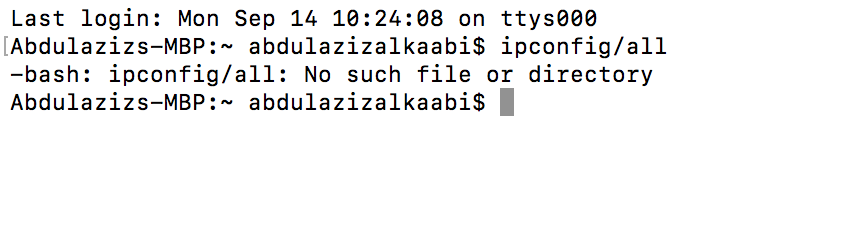 Last login: Mon Sep 14 10:24:08 on ttys000
[Abdulazizs-MBP:~ abdulazizalkaabi$ ipconfig/all
-bash: ipconfig/all: No such file or directory
Abdulazizs-MBP:~ abdulazizalkaabi$